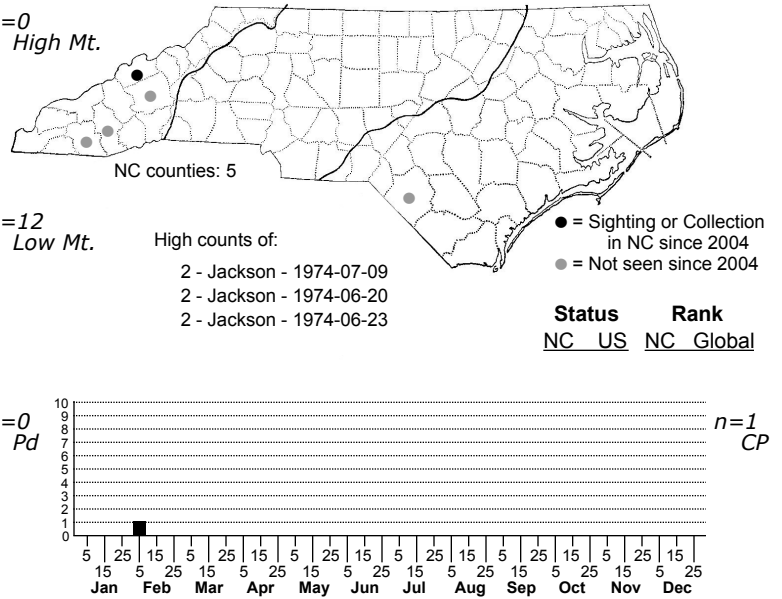 =0
High Mt.
NC counties: 5
=12
Low Mt.
High counts of:
2 - Jackson - 1974-07-09
2 - Jackson - 1974-06-20
2 - Jackson - 1974-06-23
= Sighting or Collection
in NC since 2004
= Not seen since 2004
Status Rank
NC US NC Global
=0
Pd
n=1
CP
10
9
8
7
6
5
4
3
2
1
0
5 25 15 5 25 15 5 25 15 5 25 15 5 25 15 5 25 15
15 5 25 15 5 25 15 5 25 15 5 25 15 5 25 15 5 25
Jan Feb Mar Apr May Jun Jul Aug Sep Oct Nov Dec